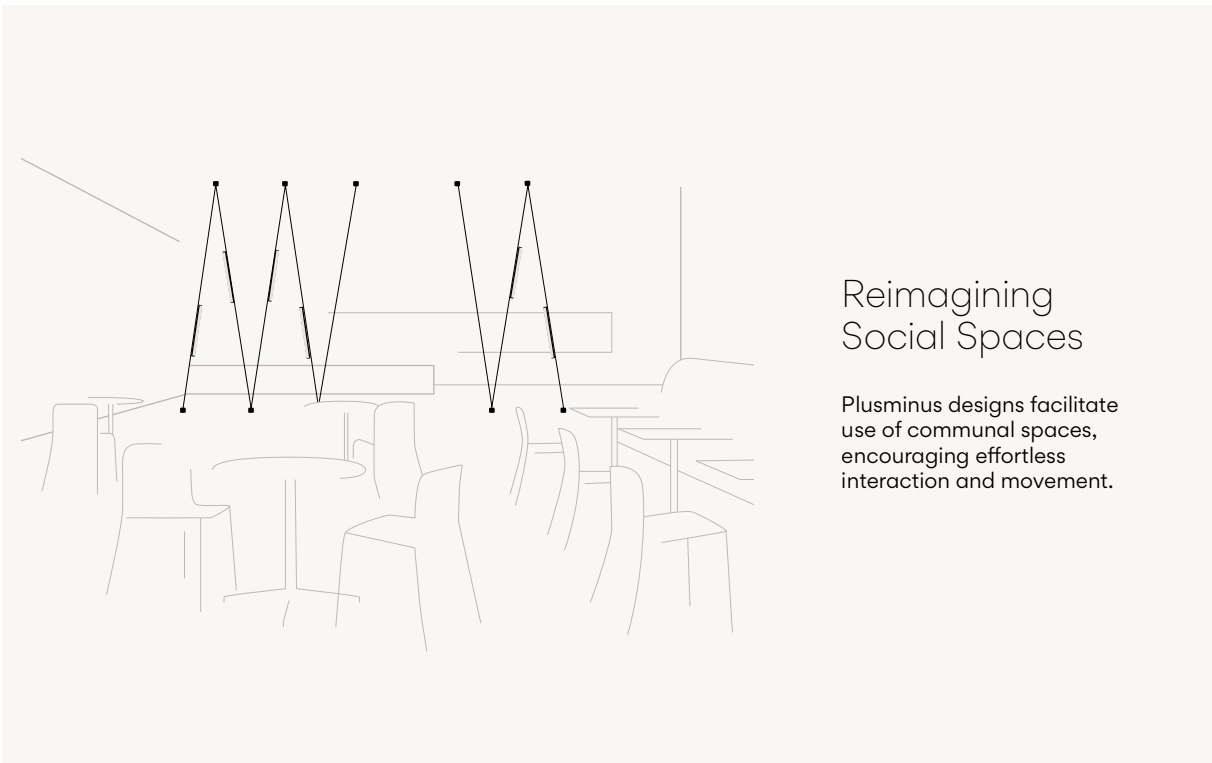 Reimagining
Social Spaces
Plusminus designs facilitate
use of communal spaces,
encouraging effortless
interaction and movement.